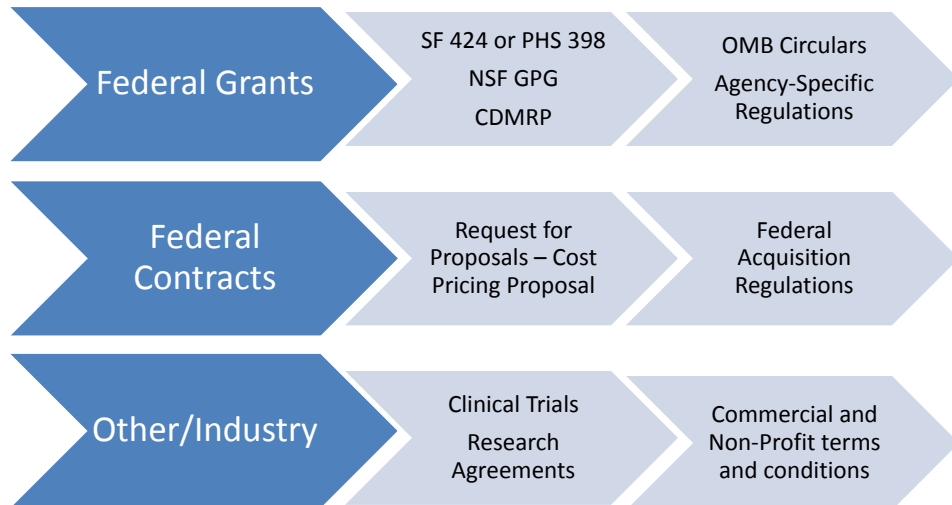 Federal Grants
SF 424 or PHS 398
NSF GPG
CDMRP
OMB Circulars
Agency-Specific
Regulations
Federal
Contracts
Request for
Proposals – Cost
Pricing Proposal
Federal
Acquisition
Regulations
Other/Industry
Clinical Trials
Research
Agreements
Commercial and
Non-Profit terms
and conditions